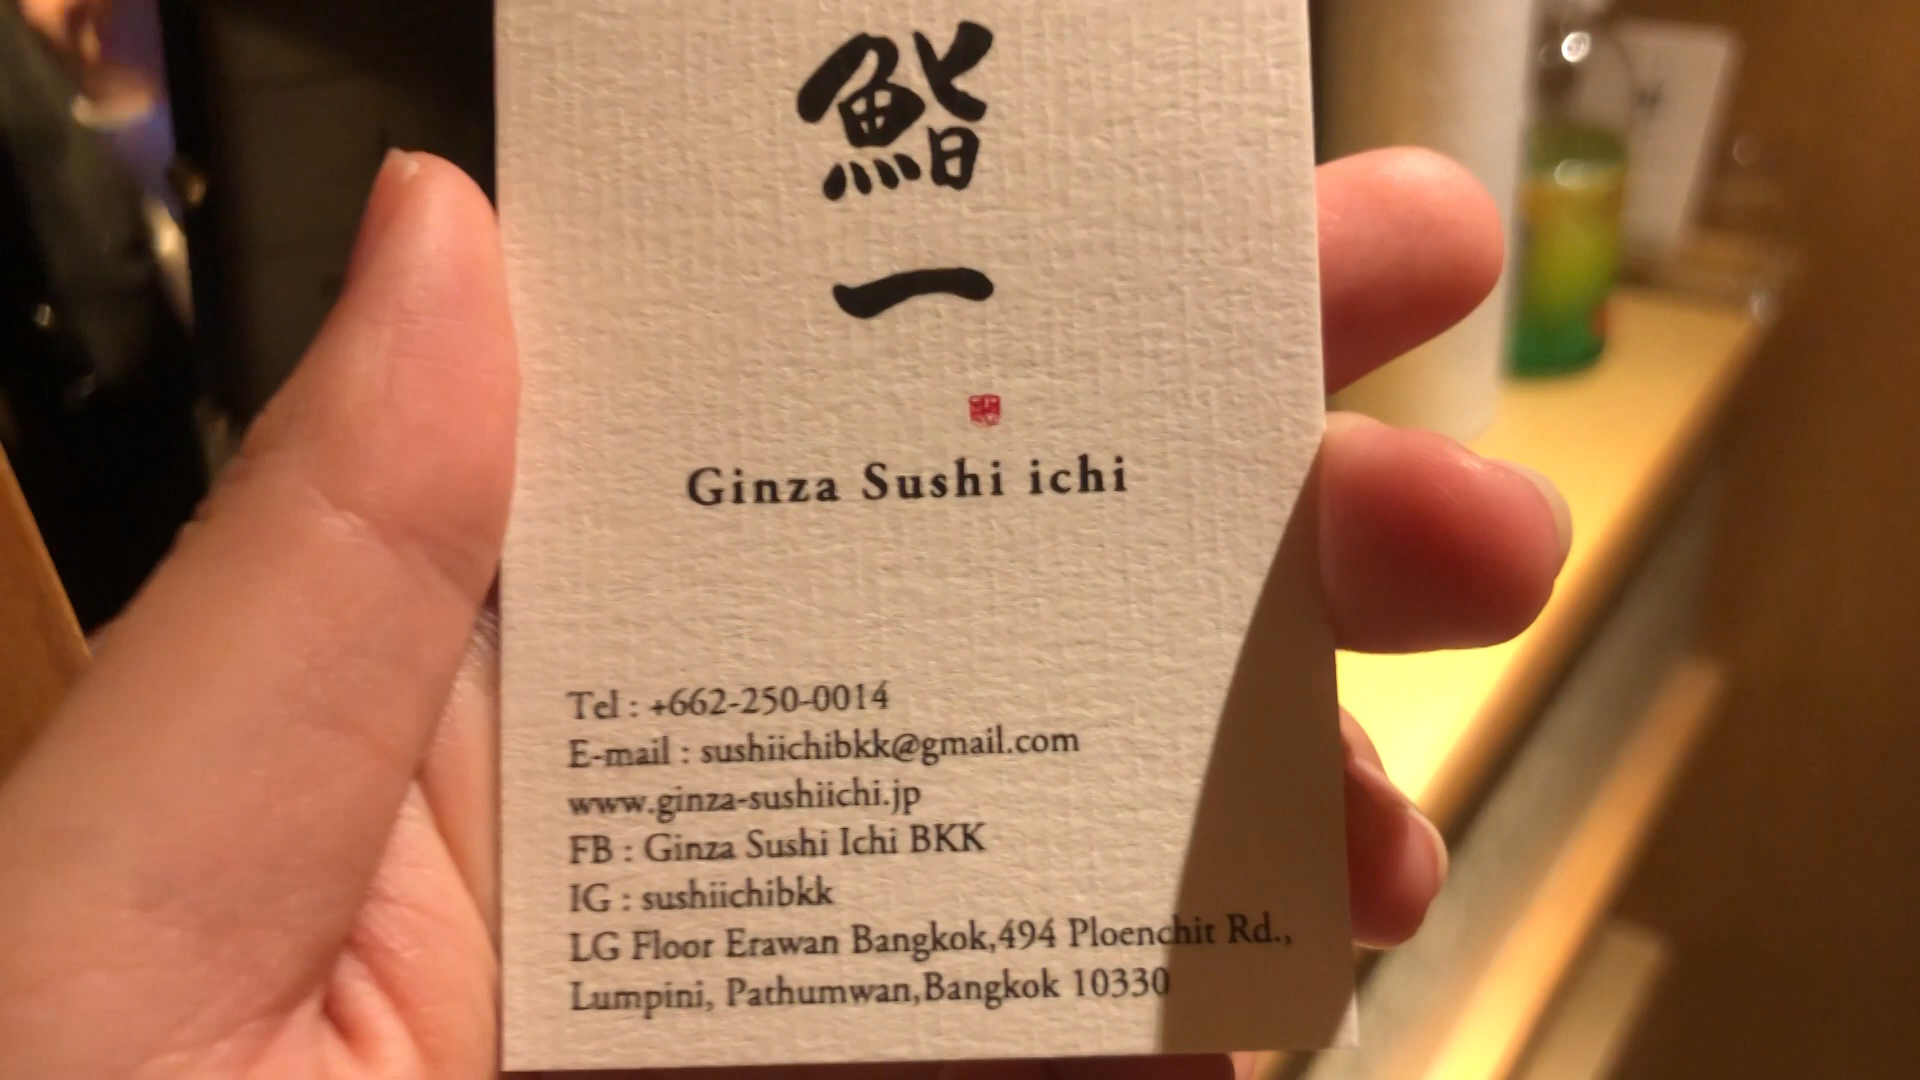 鮨
一
Ginza Sushi ichi
Tel : +662-250-0014
E-mail : sushiichibkk@gmail.com
www.ginza-sushiichi.jp
FB : Ginza Sushi Ichi BKK
IG : sushiichibkk
LG Floor Erawan Bangkok,494 Ploenchit Rd.,
Lumpini, Pathumwan,Bangkok 10330